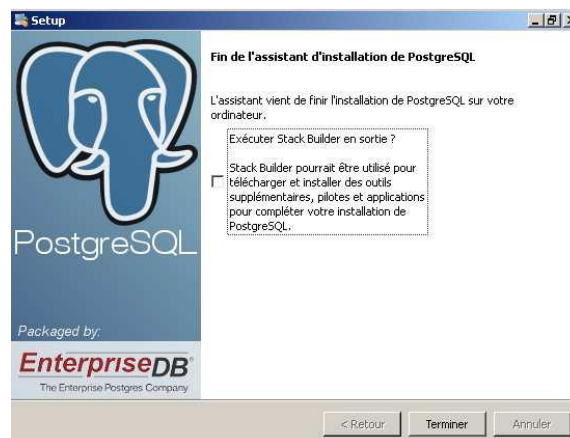 Setup
Fin de l'assistant d'installation de PostgreSQL
L'assistant vient de finir l'installation de PostgreSQL sur votre
ordinateur.
Exécuter Stack Builder en sortie ?
Stack Builder pourrait être utilisé pour
télécharger et installer des outils
supplémentaires, pilotes et applications
pour compléter votre installation de
PostgreSQL.
PostgreSQL
Packaged by:
EnterpriseDB
The Enterprise Postgres Company
< Retour
Terminer
Annuler